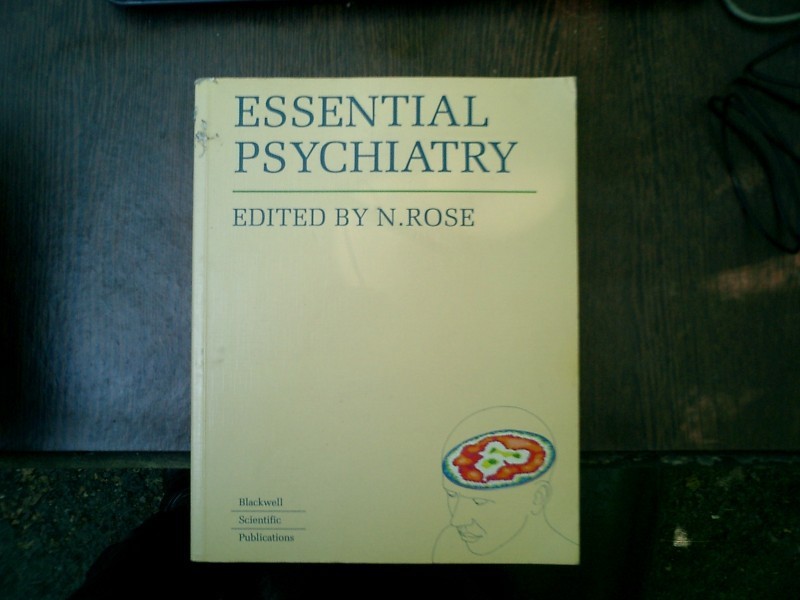 ESSENTIAL
PSYCHIATRY
EDITED BY N.ROSE
Blackwell
Scientific
Publications